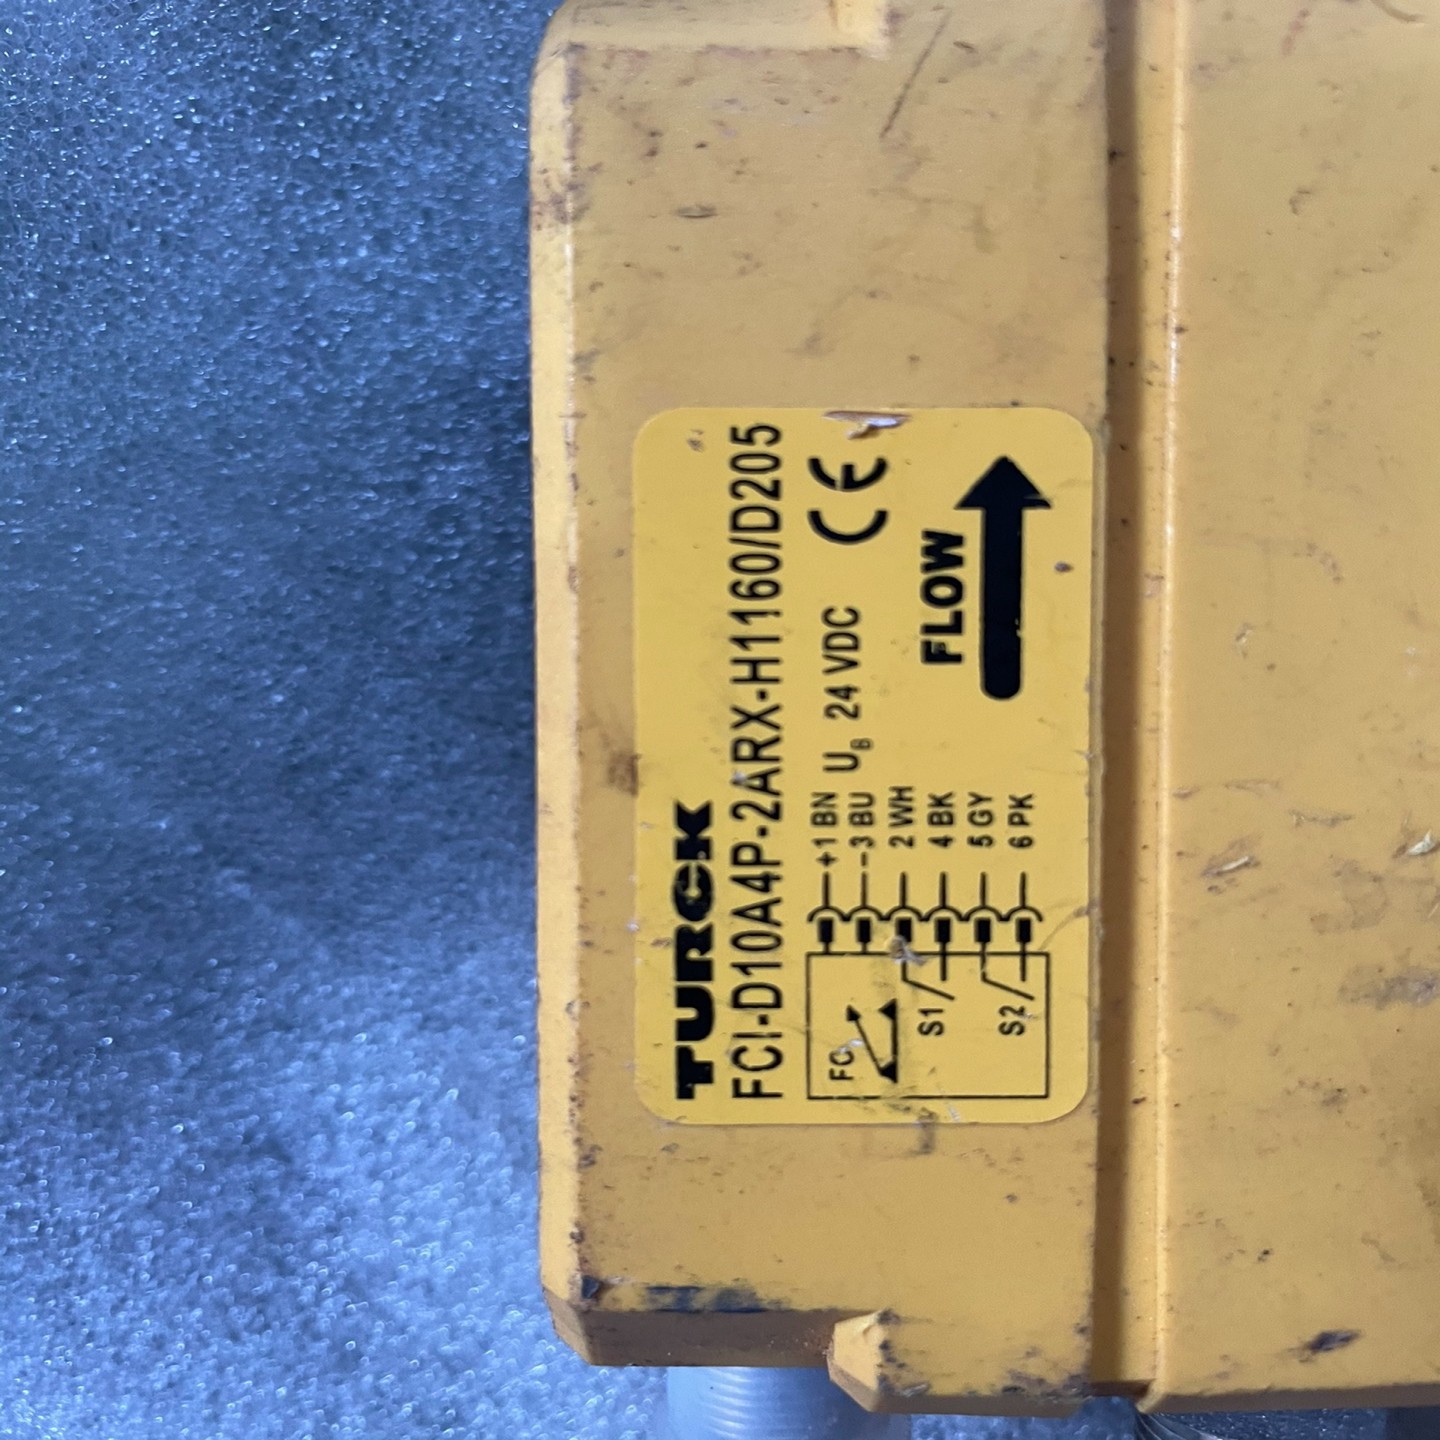 TURCK
FCI-D10A4P-2ARX-H1160/D205
FC
S1
S2
+1 BN
-3 BU
2 WH
4 BK
5 GY
6 PK
UB 24 VDC
CE
FLOW